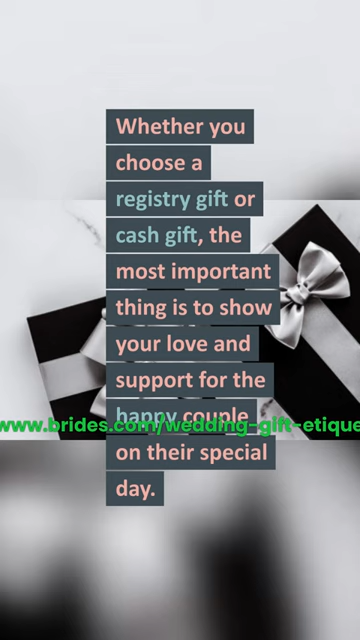 Whether you
choose a
registry gift or
cash gift, the
most important
thing is to show
your love and
support for the
happy couple
www.brides.com/wedding-gift-etique
on their special
day.